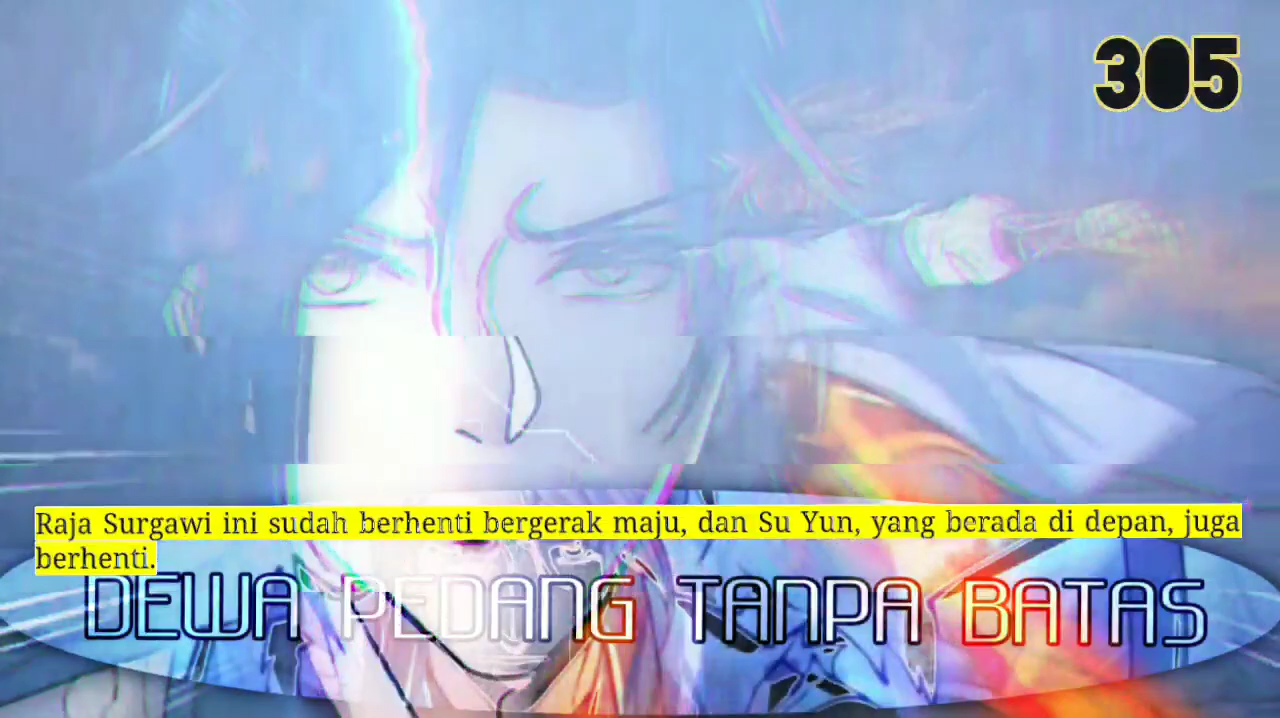 305
Raja Surgawi ini sudah berhenti bergerak maju, dan Su Yun, yang berada di depan, juga
berhenti.
DEWA PEDANG TANPA BATAS